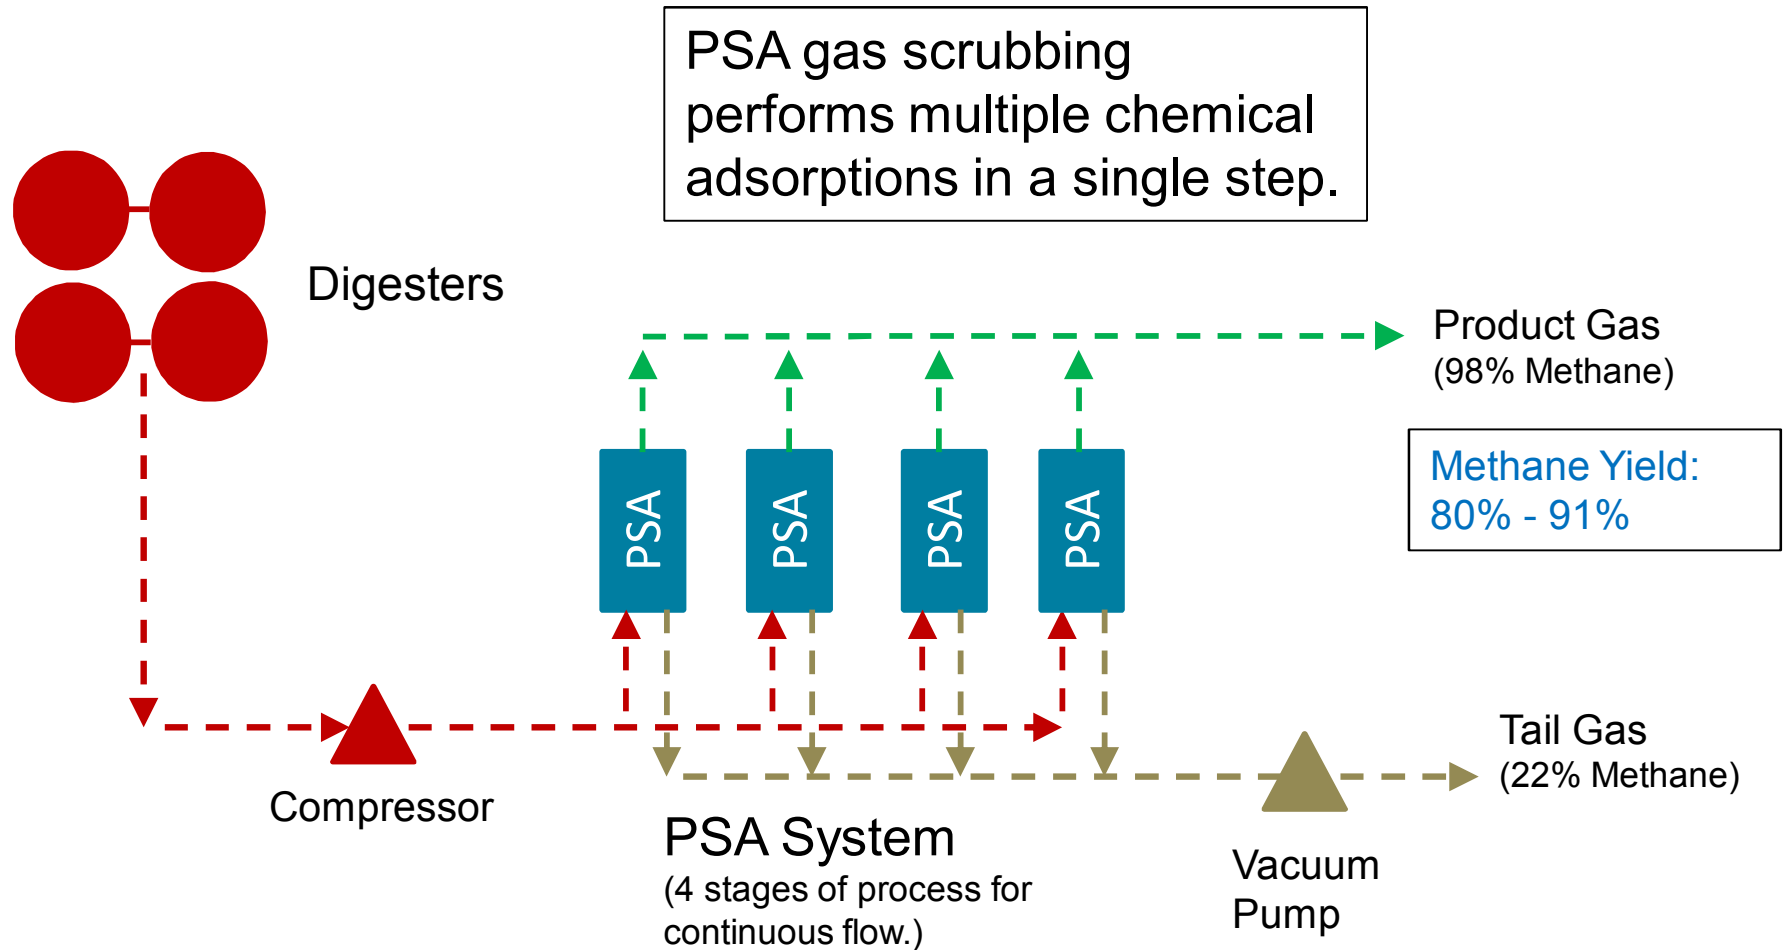 PSA gas scrubbing
performs multiple chemical
adsorptions in a single step.
Digesters
Product Gas
(98% Methane)
Methane Yield:
80% - 91%
PSA
PSA
PSA
PSA
Compressor
Tail Gas
(22% Methane)
PSA System
(4 stages of process for
continuous flow.)
Vacuum
Pump